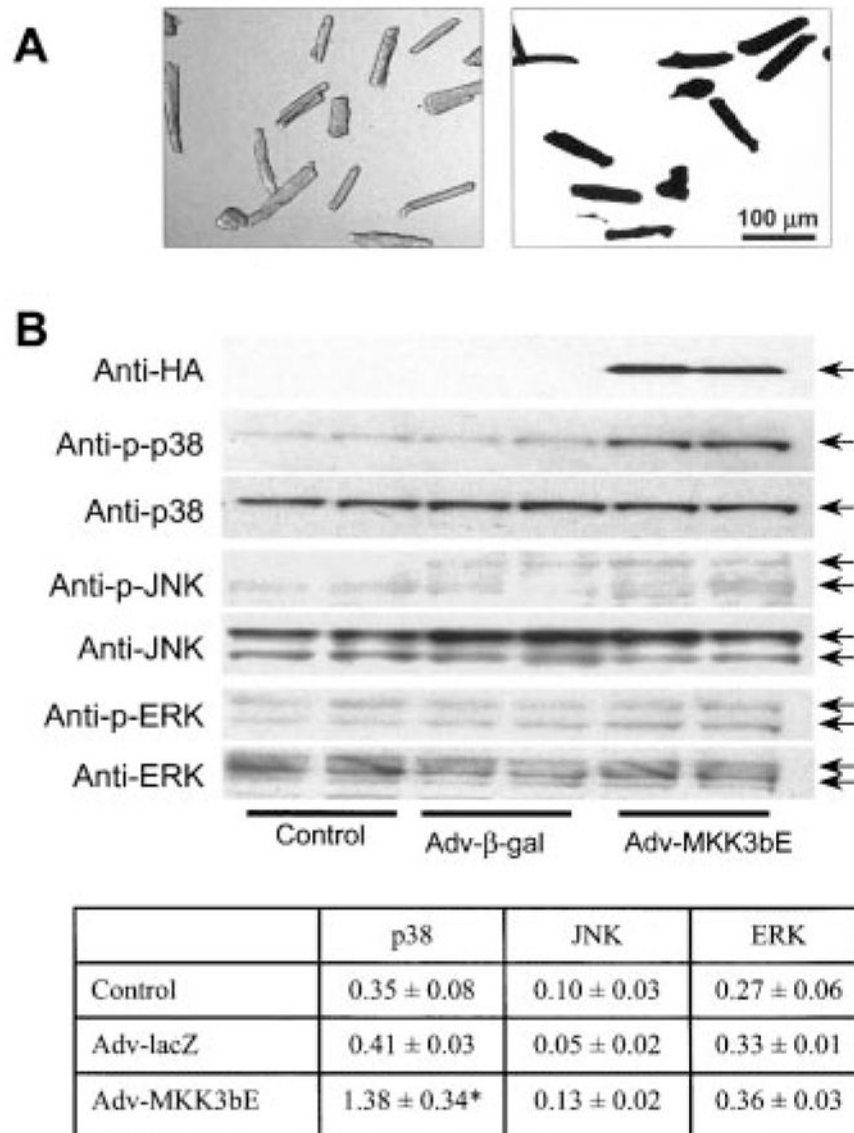 A
100 μm
B
Anti-HA
Anti-p-p38
Anti-p38
Anti-p-JNK
Anti-JNK
Anti-p-ERK
Anti-ERK
Control Adv-β-gal Adv-MKK3bE
p38 JNK ERK
Control 0.35 ± 0.08 0.10 ± 0.03 0.27 ± 0.06
Adv-lacZ 0.41 ± 0.03 0.05 ± 0.02 0.33 ± 0.01
Adv-MKK3bE 1.38 ± 0.34* 0.13 ± 0.02 0.36 ± 0.03